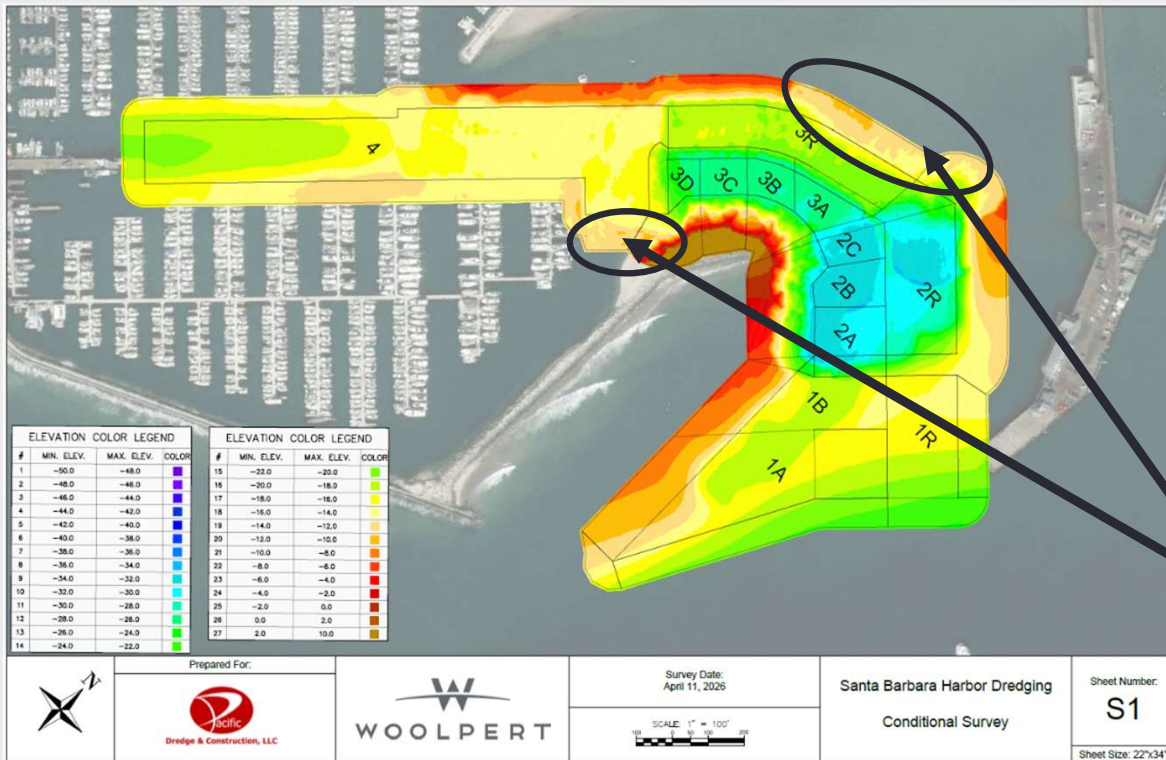 4
3R
3D
3C
3B
3A
2C
2B
2A
2R
1B
1A
1R
ELEVATION COLOR LEGEND
# MIN. ELEV. MAX. ELEV. COLOR
1 -50.0 -48.0
2 -48.0 -46.0
3 -46.0 -44.0
4 -44.0 -42.0
5 -42.0 -40.0
6 -40.0 -38.0
7 -38.0 -36.0
8 -36.0 -34.0
9 -34.0 -32.0
10 -32.0 -30.0
11 -30.0 -28.0
12 -28.0 -26.0
13 -26.0 -24.0
14 -24.0 -22.0
ELEVATION COLOR LEGEND
# MIN. ELEV. MAX. ELEV. COLOR
15 -22.0 -20.0
16 -20.0 -18.0
17 -18.0 -16.0
18 -16.0 -14.0
19 -14.0 -12.0
20 -12.0 -10.0
21 -10.0 -8.0
22 -8.0 -6.0
23 -6.0 -4.0
24 -4.0 -2.0
25 -2.0 0.0
26 0.0 2.0
27 2.0 10.0
N
Prepared For:
Pacific
Dredge & Construction, LLC
WOOLPERT
Survey Date:
April 11, 2026
SCALE: 1" = 100'
100 0 50 100 200
Santa Barbara Harbor Dredging
Conditional Survey
Sheet Number:
S1
Sheet Size: 22"x34"